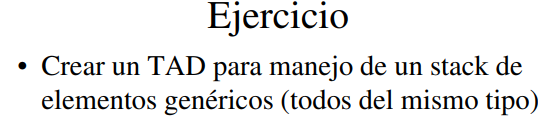 Ejercicio
• Crear un TAD para manejo de un stack de
elementos genéricos (todos del mismo tipo)